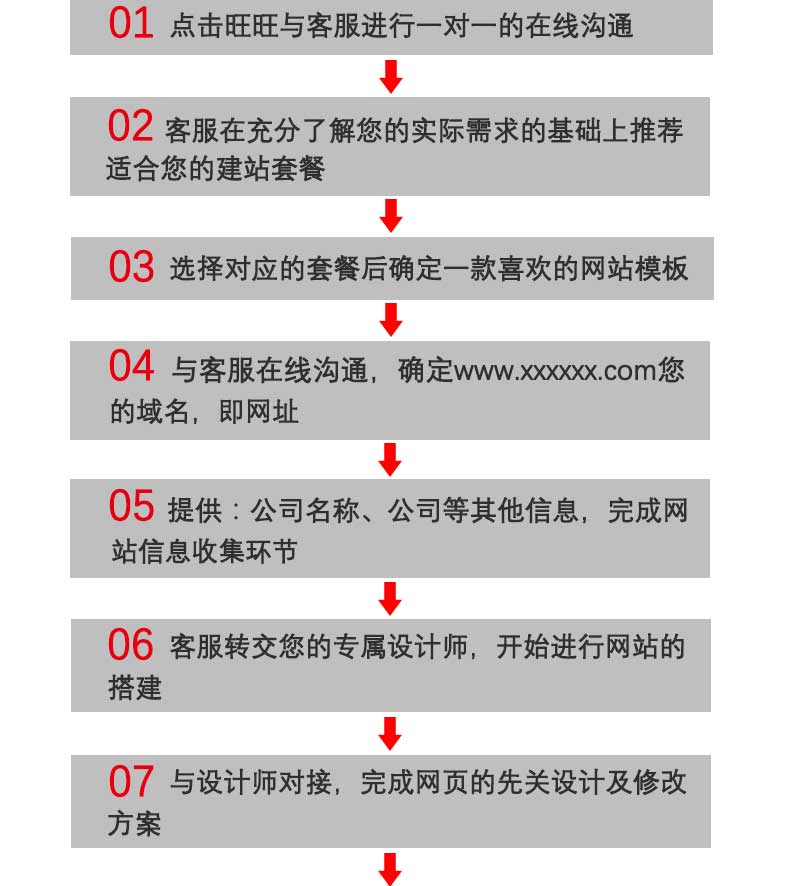 01 点击旺旺与客服进行一对一的在线沟通
02 客服在充分了解您的实际需求的基础上推荐
适合您的建站套餐
03 选择对应的套餐后确定一款喜欢的网站模板
04 与客服在线沟通，确定www.xxxxxx.com您
的域名，即网址
05 提供：公司名称、公司等其他信息，完成网
站信息收集环节
06 客服转交您的专属设计师，开始进行网站的
搭建
07 与设计师对接，完成网页的先关设计及修改
方案